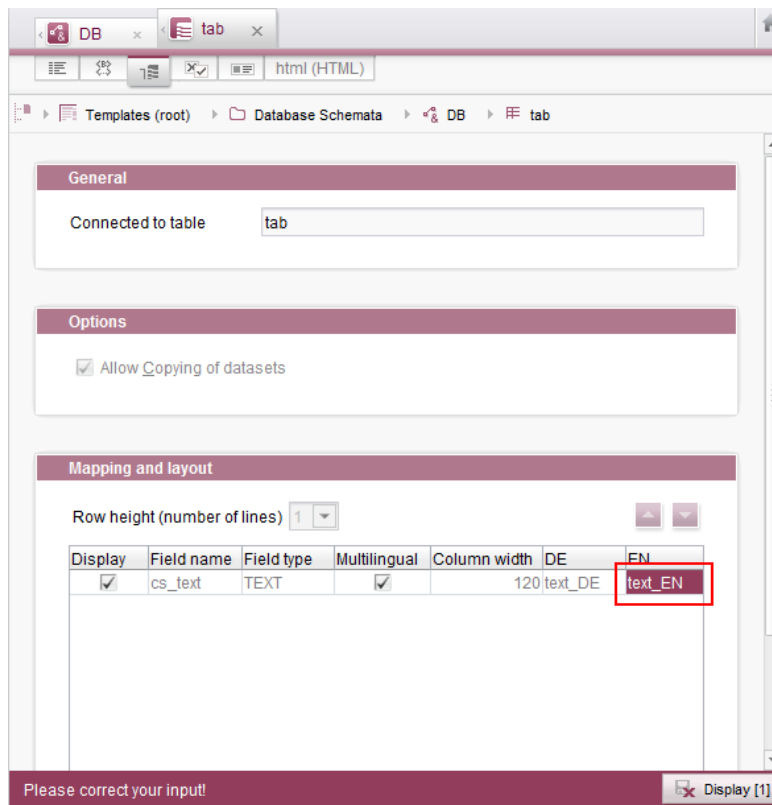 DB
tab
html (HTML)
Templates (root) Database Schemata DB tab
General
Connected to table tab
Options
Allow Copying of datasets
Mapping and layout
Row height (number of lines) 1
Display Field name Field type Multilingual Column width DE EN
cs_text TEXT 120 text_DE text_EN
Please correct your input! Display [1]